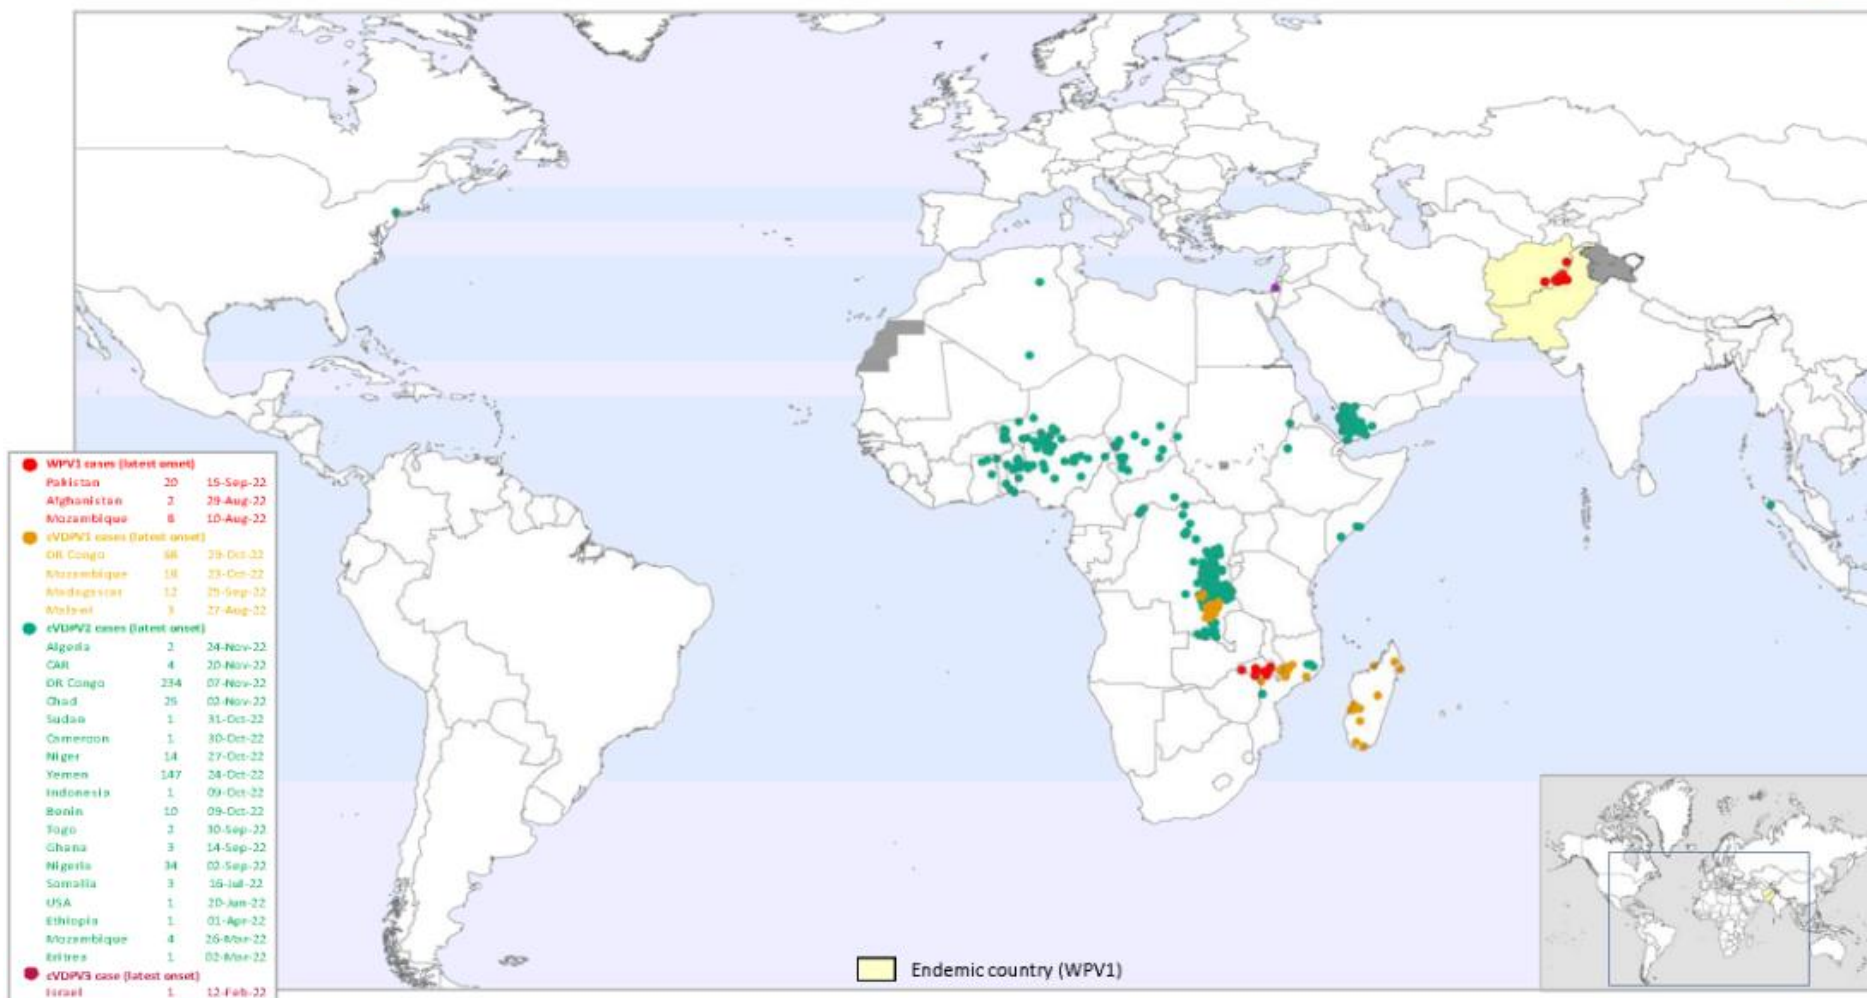 WPV1 cases (latest onset)
Pakistan 20 15-Sep-22
Afghanistan 2 29-Aug-22
Mozambique 8 10-Aug-22
cVDPV1 cases (latest onset)
DR Congo 68 29-Oct-22
Mozambique 18 23-Oct-22
Madagascar 12 25-Sep-22
Malawi 3 27-Aug-22
cVDPV2 cases (latest onset)
Algeria 2 24-Nov-22
CAR 4 20-Nov-22
DR Congo 234 07-Nov-22
Chad 25 02-Nov-22
Sudan 1 31-Oct-22
Cameroon 1 30-Oct-22
Niger 14 27-Oct-22
Yemen 147 24-Oct-22
Indonesia 1 09-Oct-22
Benin 10 09-Oct-22
Togo 2 30-Sep-22
Ghana 3 14-Sep-22
Nigeria 34 02-Sep-22
Somalia 3 16-Jul-22
USA 1 20-Jun-22
Ethiopia 1 01-Apr-22
Mozambique 4 26-Mar-22
Eritrea 1 02-Mar-22
cVDPV3 case (latest onset)
Israel 1 12-Feb-22
Endemic country (WPV1)